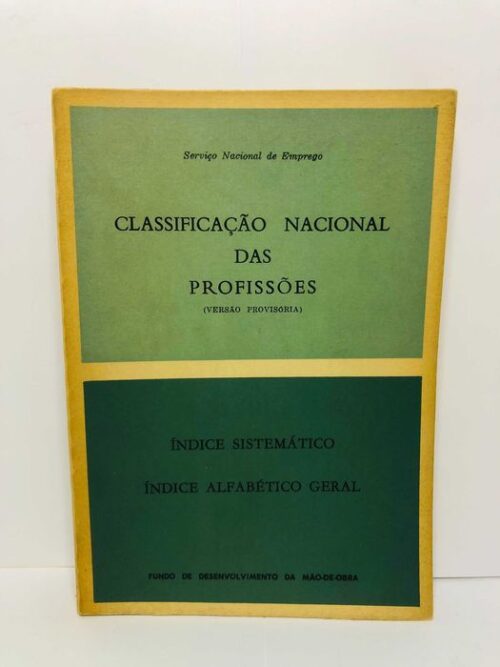 Serviço Nacional de Emprego
CLASSIFICAÇÃO NACIONAL
DAS
PROFISSÕES
(VERSÃO PROVISÓRIA)
ÍNDICE SISTEMÁTICO
ÍNDICE ALFABÉTICO GERAL
FUNDO DE DESENVOLVIMENTO DA MÃO-DE-OBRA